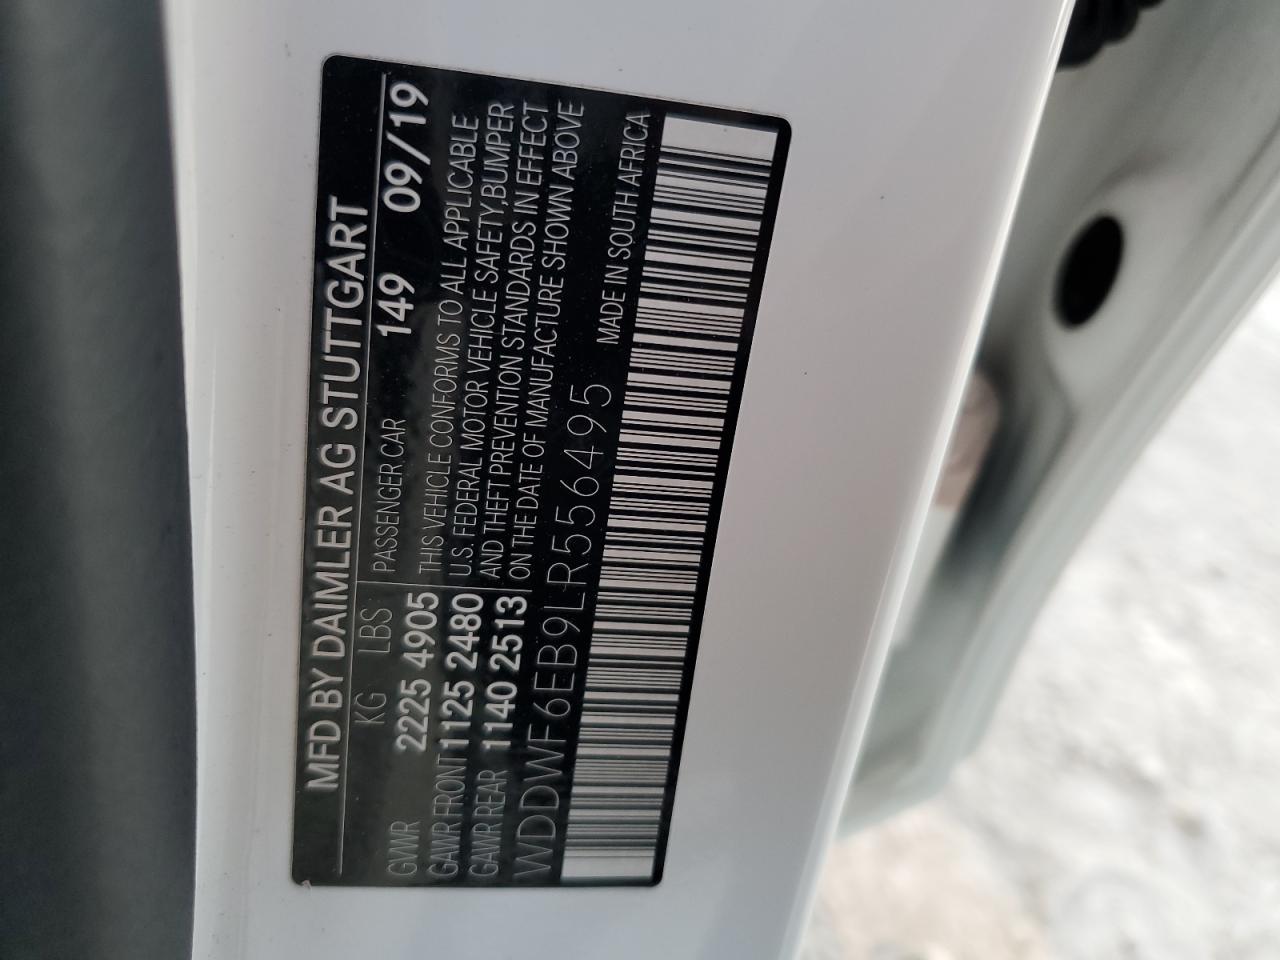 MFD BY DAIMLER AG STUTTGART
KG LBS PASSENGER CAR 149 09/19
GVWR 2225 4905 THIS VEHICLE CONFORMS TO ALL APPLICABLE
GAWR FRONT 1125 2480 U.S. FEDERAL MOTOR VEHICLE SAFETY,BUMPER
GAWR REAR 1140 2513 AND THEFT PREVENTION STANDARDS IN EFFECT
ON THE DATE OF MANUFACTURE SHOWN ABOVE
WDDWF6EB9LR556495 MADE IN SOUTH AFRICA